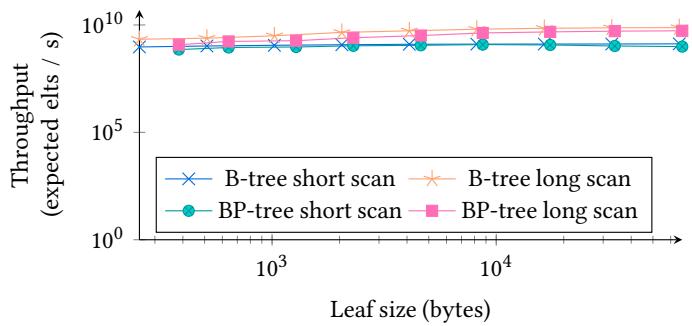 10^10
10^5
10^0
Throughput
(expected elts / s)
B-tree short scan B-tree long scan
BP-tree short scan BP-tree long scan
10^3 10^4
Leaf size (bytes)